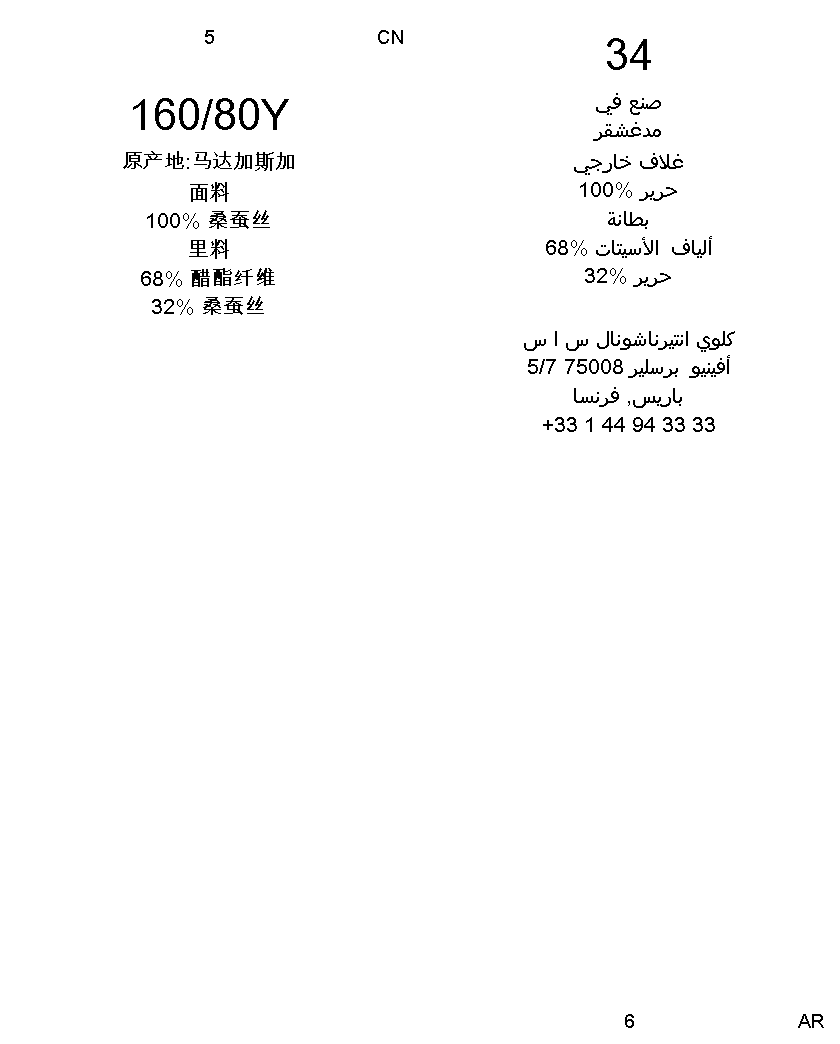 5
CN
160/80Y
原产地:马达加斯加
面料
100% 桑蚕丝
里料
68% 醋酯纤维
32% 桑蚕丝
34
صنع في
مدغشقر
غلاف خارجي
حرير %100
بطانة
ألياف الأسيتات %68
حرير %32
كلوي انتيرناشونال س ا س
أفينيو برسلير 75008 5/7
باريس, فرنسا
+33 1 44 94 33 33
6
AR